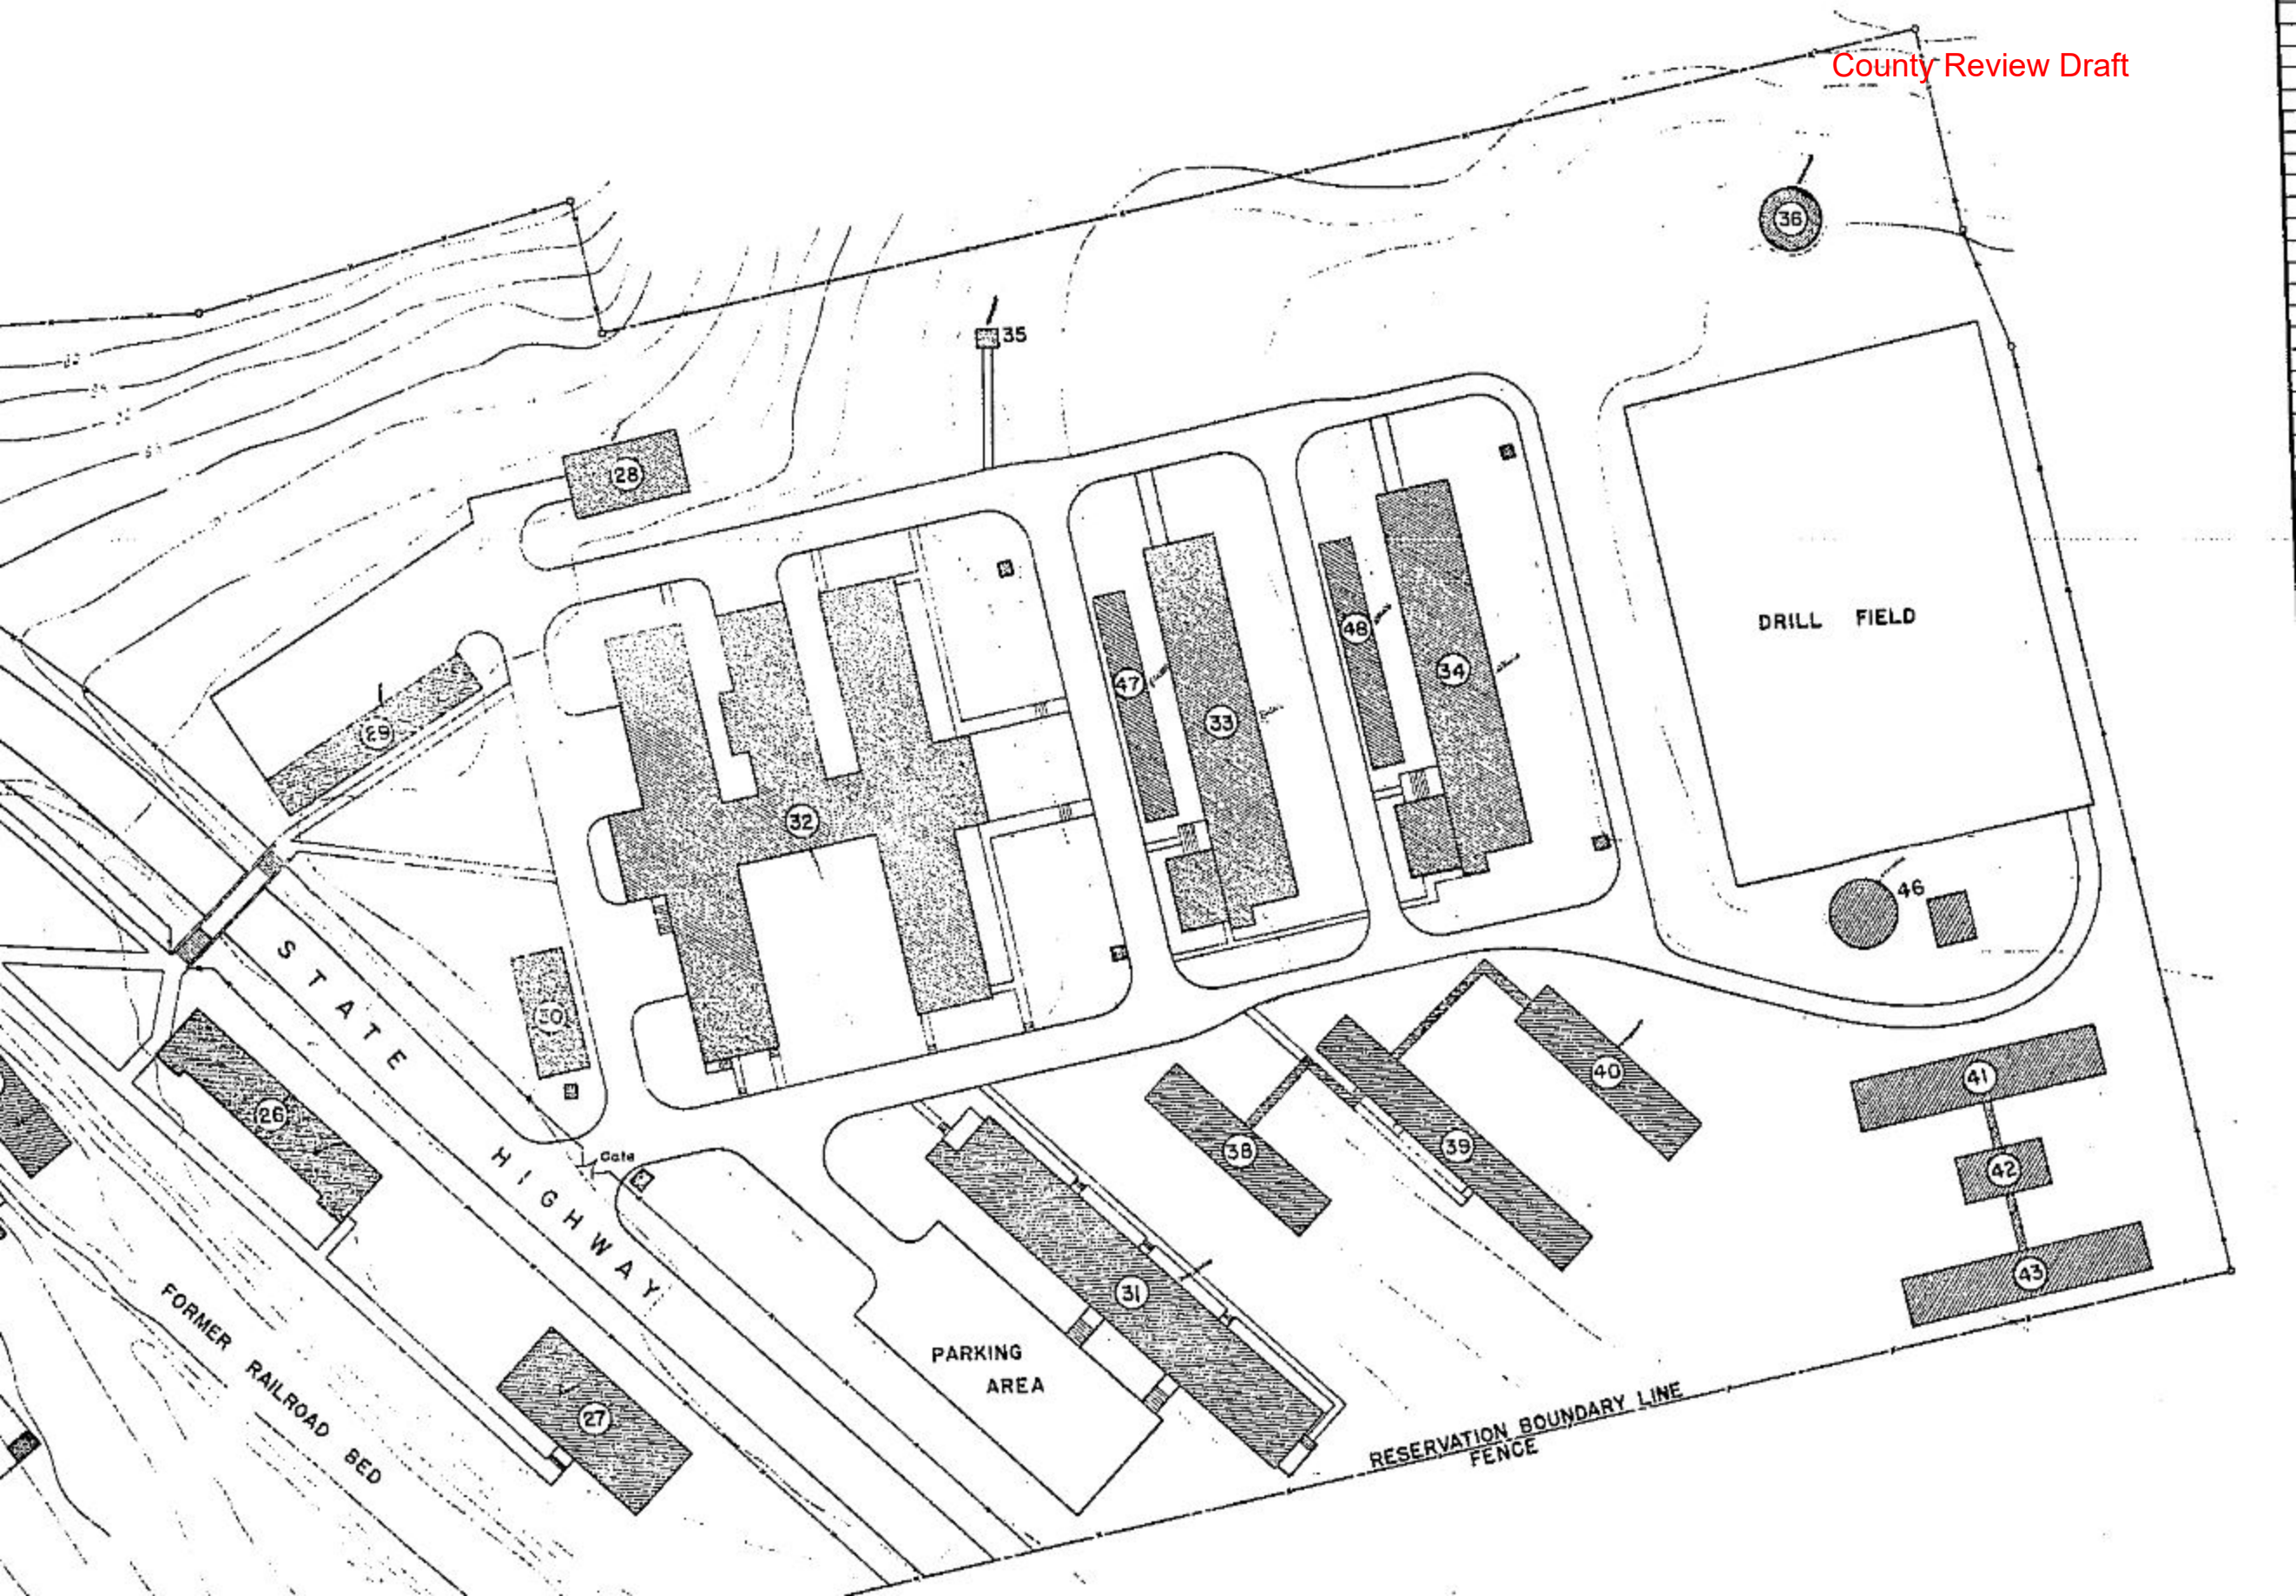 County Review Draft
36
35
28
48
34
DRILL FIELD
47
33
29
32
46
30
STATE
26
40
41
Gate
38
39
42
HIGHWAY
31
43
FORMER RAILROAD BED
PARKING
AREA
27
RESERVATION BOUNDARY LINE
FENCE